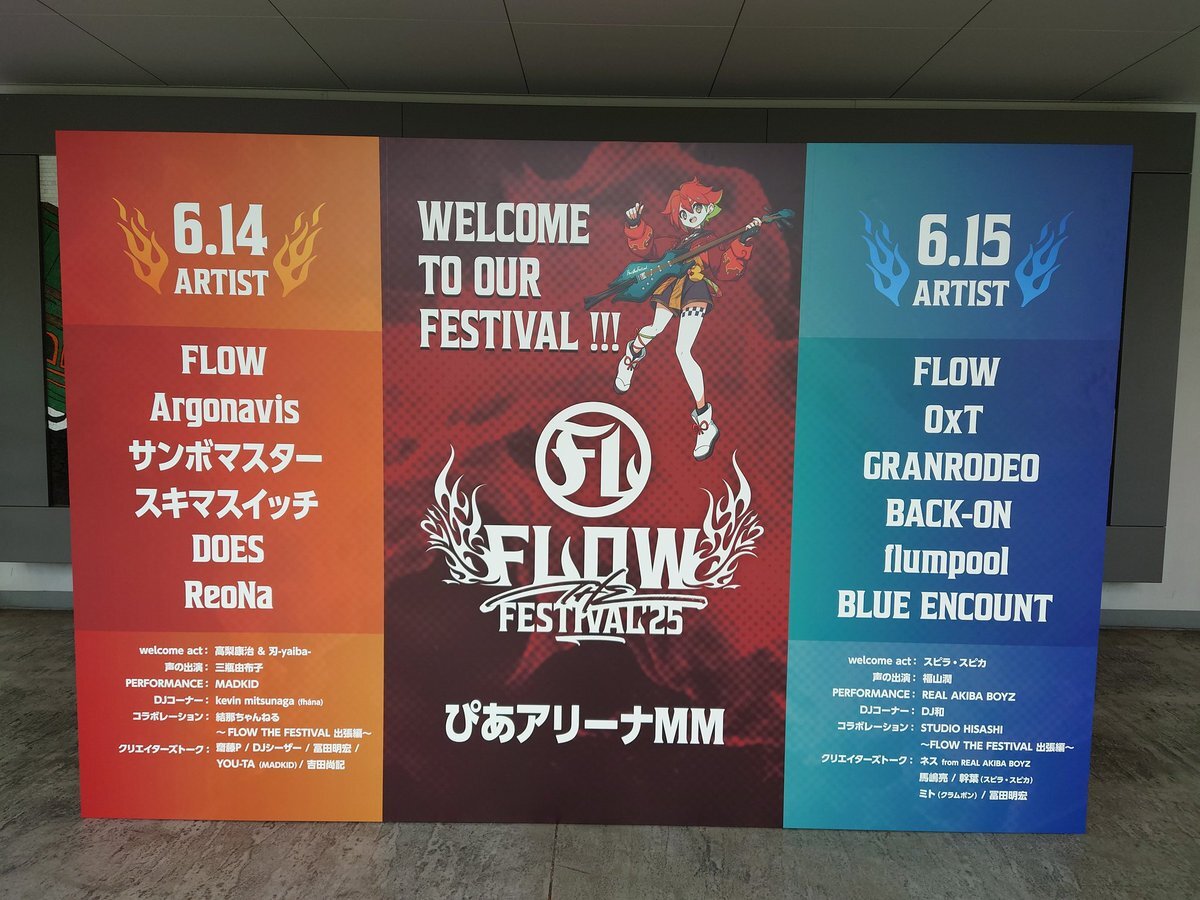 6.14
ARTIST
FLOW
Argonavis
サンボマスター
スキマスイッチ
DOES
ReoNa
welcome act： 高梨康治 & 刃-yaiba-
声の出演： 三瓶由布子
PERFORMANCE： MADKID
DJコーナー： kevin mitsunaga (fhána)
コラボレーション： 結那ちゃんねる
～ FLOW THE FESTIVAL 出張編～
クリエイターズトーク： 齋藤P / DJシーザー / 冨田明宏 /
YOU-TA (MADKID) / 吉田尚記
WELCOME
TO OUR
FESTIVAL !!!
FL
FLOW
THE
FESTIVAL'25
ぴあアリーナMM
6.15
ARTIST
FLOW
OxT
GRANRODEO
BACK-ON
flumpool
BLUE ENCOUNT
welcome act： スピラ・スピカ
声の出演： 福山潤
PERFORMANCE： REAL AKIBA BOYZ
DJコーナー： DJ和
コラボレーション： STUDIO HISASHI
～FLOW THE FESTIVAL 出張編～
クリエイターズトーク： ネス from REAL AKIBA BOYZ
馬嶋亮 / 幹葉 (スピラ・スピカ)
ミト (クラムボン) / 冨田明宏